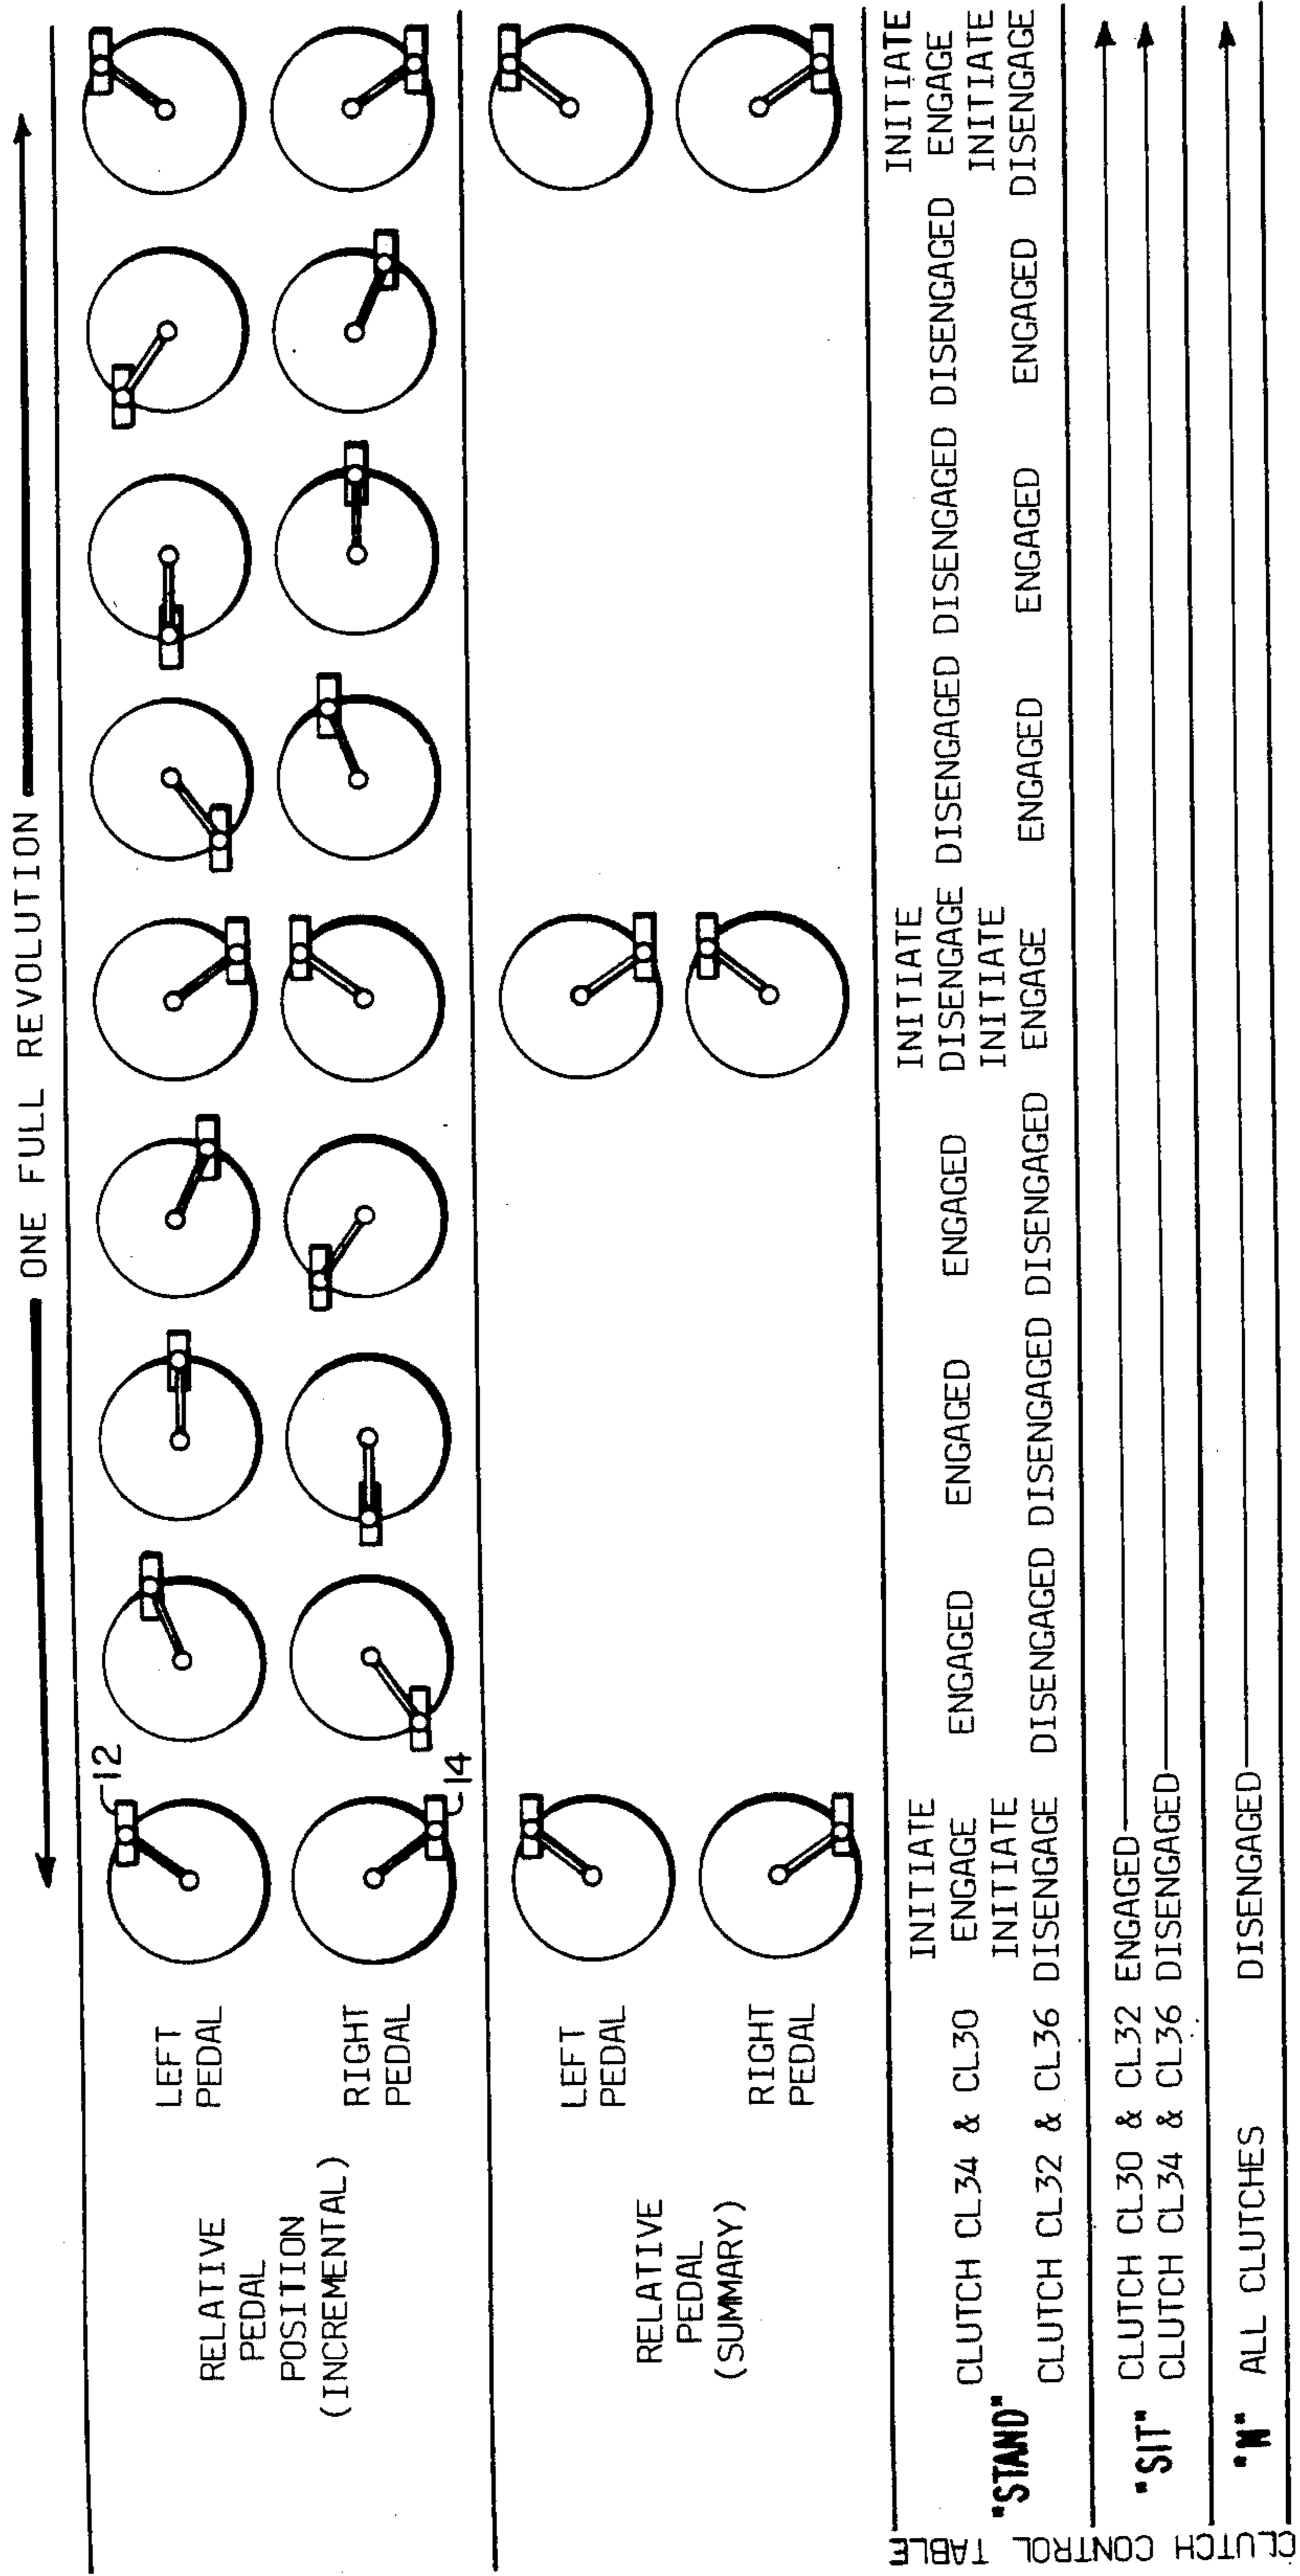 ONE FULL REVOLUTION
RELATIVE
PEDAL
POSITION
(INCREMENTAL)
LEFT
PEDAL
12
RIGHT
PEDAL
14
RELATIVE
PEDAL
(SUMMARY)
LEFT
PEDAL
RIGHT
PEDAL
CLUTCH CONTROL TABLE
"STAND"
CLUTCH CL34 & CL30
INITIATE
ENGAGE
ENGAGED
ENGAGED
ENGAGED
INITIATE
DISENGAGE
DISENGAGED
DISENGAGED
DISENGAGED
INITIATE
ENGAGE
CLUTCH CL32 & CL36
INITIATE
DISENGAGE
DISENGAGED
DISENGAGED
DISENGAGED
INITIATE
ENGAGE
ENGAGED
ENGAGED
ENGAGED
INITIATE
DISENGAGE
"SIT"
CLUTCH CL30 & CL32 ENGAGED
CLUTCH CL34 & CL36 DISENGAGED
"N"
ALL CLUTCHES DISENGAGED